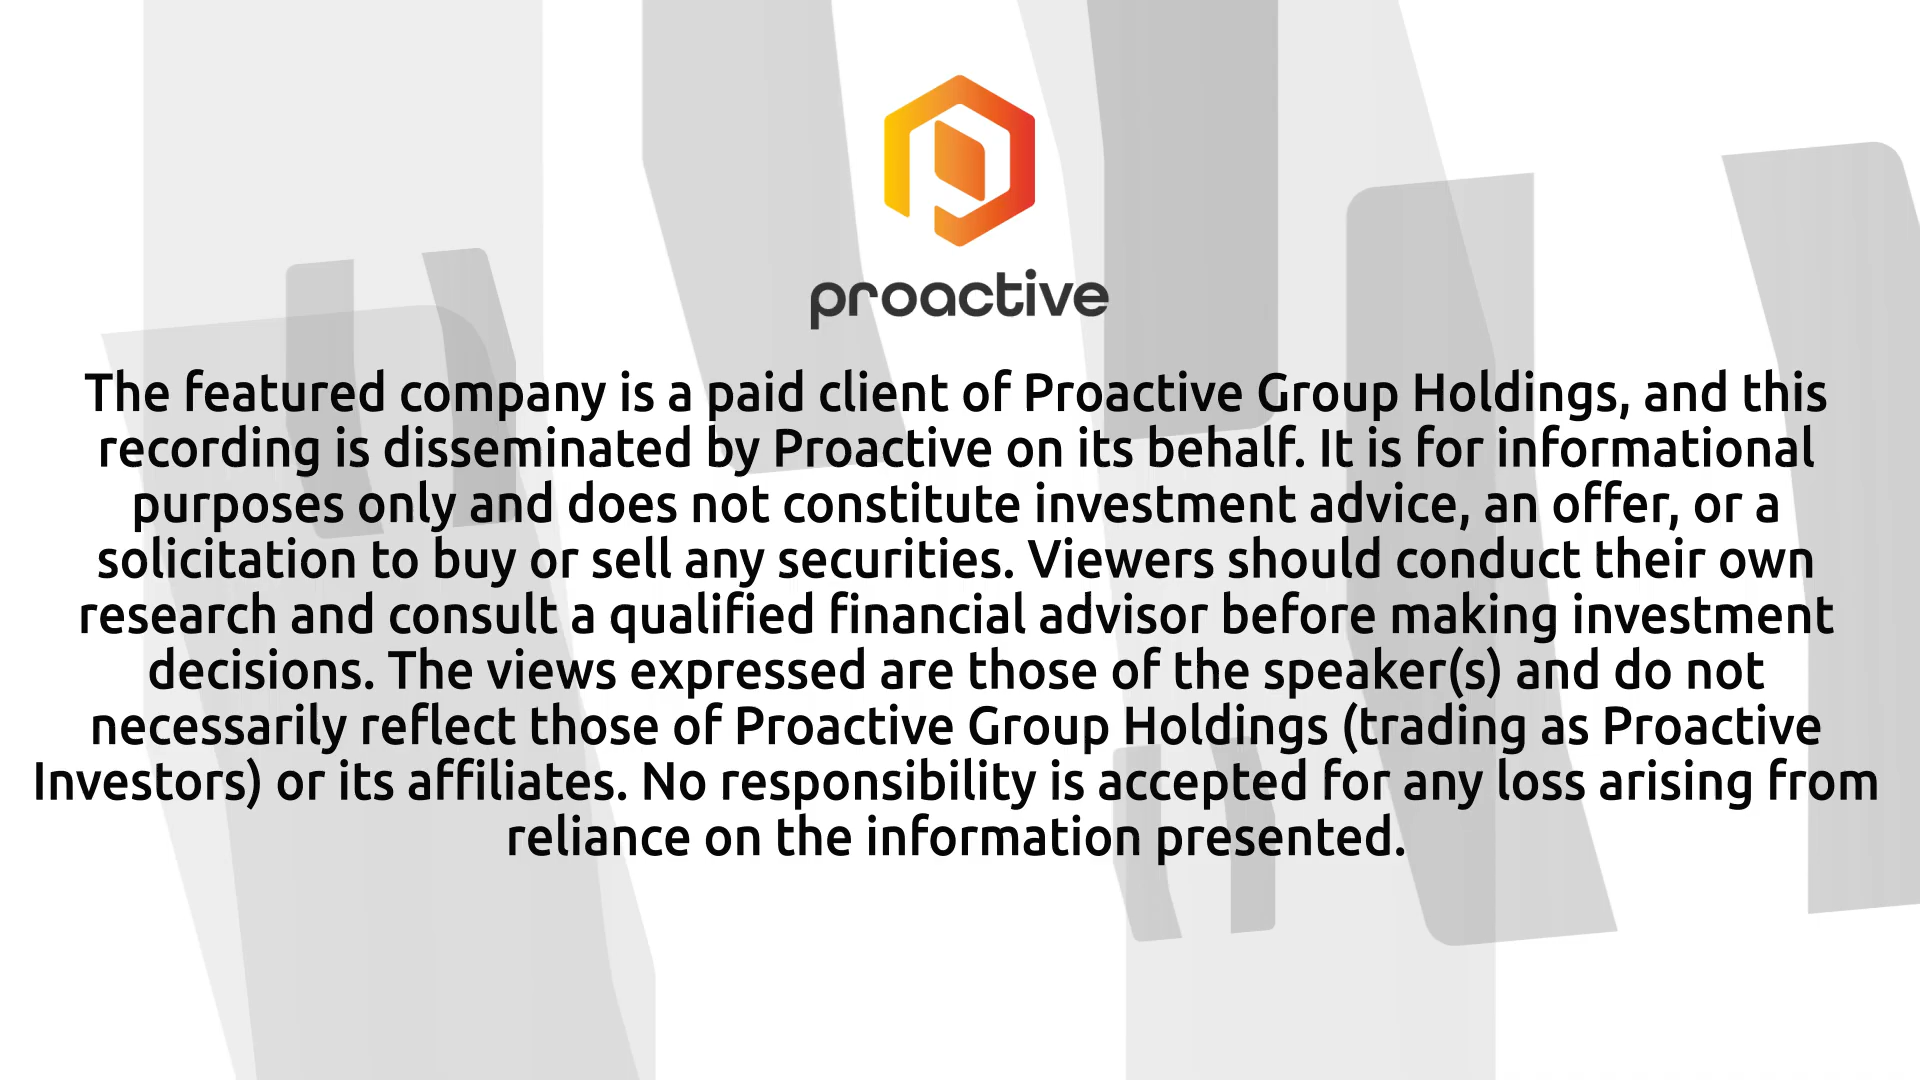 proactive
The featured company is a paid client of Proactive Group Holdings, and this
recording is disseminated by Proactive on its behalf. It is for informational
purposes only and does not constitute investment advice, an offer, or a
solicitation to buy or sell any securities. Viewers should conduct their own
research and consult a qualified financial advisor before making investment
decisions. The views expressed are those of the speaker(s) and do not
necessarily reflect those of Proactive Group Holdings (trading as Proactive
Investors) or its affiliates. No responsibility is accepted for any loss arising from
reliance on the information presented.